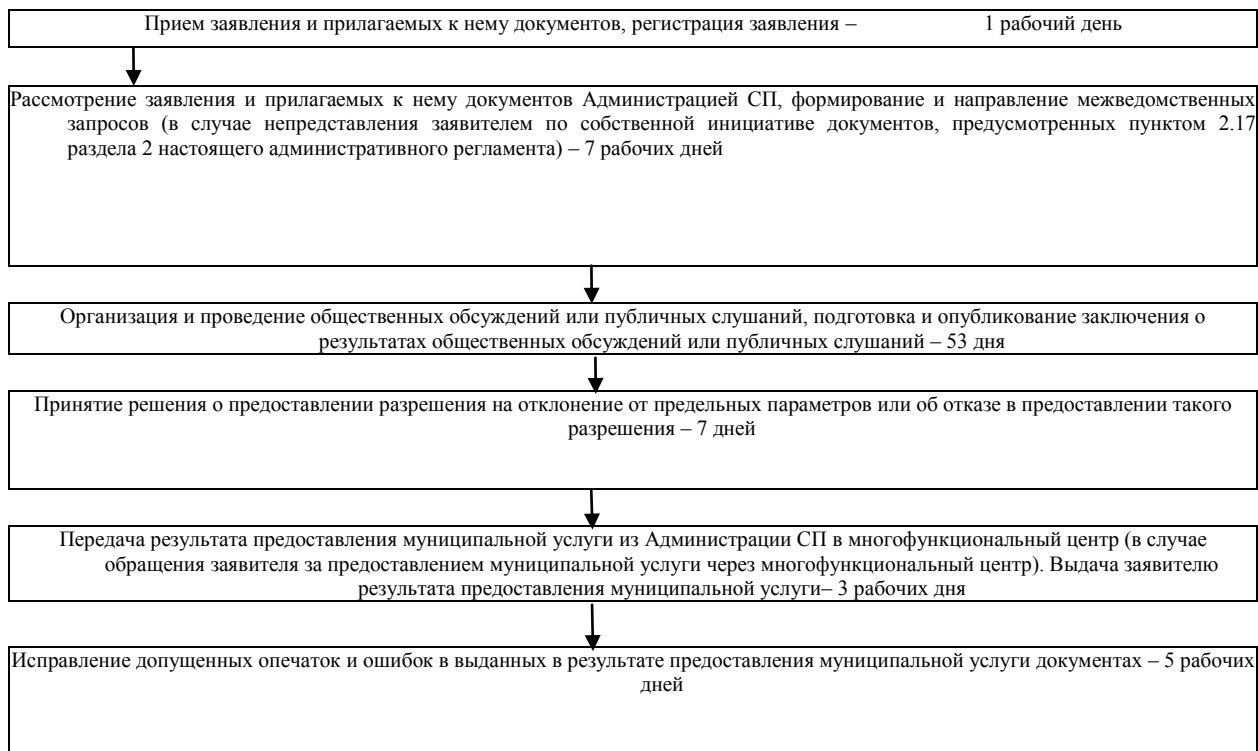 Прием заявления и прилагаемых к нему документов, регистрация заявления – 1 рабочий день
Рассмотрение заявления и прилагаемых к нему документов Администрацией СП, формирование и направление межведомственных
запросов (в случае непредставления заявителем по собственной инициативе документов, предусмотренных пунктом 2.17
раздела 2 настоящего административного регламента) – 7 рабочих дней
Организация и проведение общественных обсуждений или публичных слушаний, подготовка и опубликование заключения о
результатах общественных обсуждений или публичных слушаний – 53 дня
Принятие решения о предоставлении разрешения на отклонение от предельных параметров или об отказе в предоставлении такого
разрешения – 7 дней
Передача результата предоставления муниципальной услуги из Администрации СП в многофункциональный центр (в случае
обращения заявителя за предоставлением муниципальной услуги через многофункциональный центр). Выдача заявителю
результата предоставления муниципальной услуги– 3 рабочих дня
Исправление допущенных опечаток и ошибок в выданных в результате предоставления муниципальной услуги документах – 5 рабочих
дней